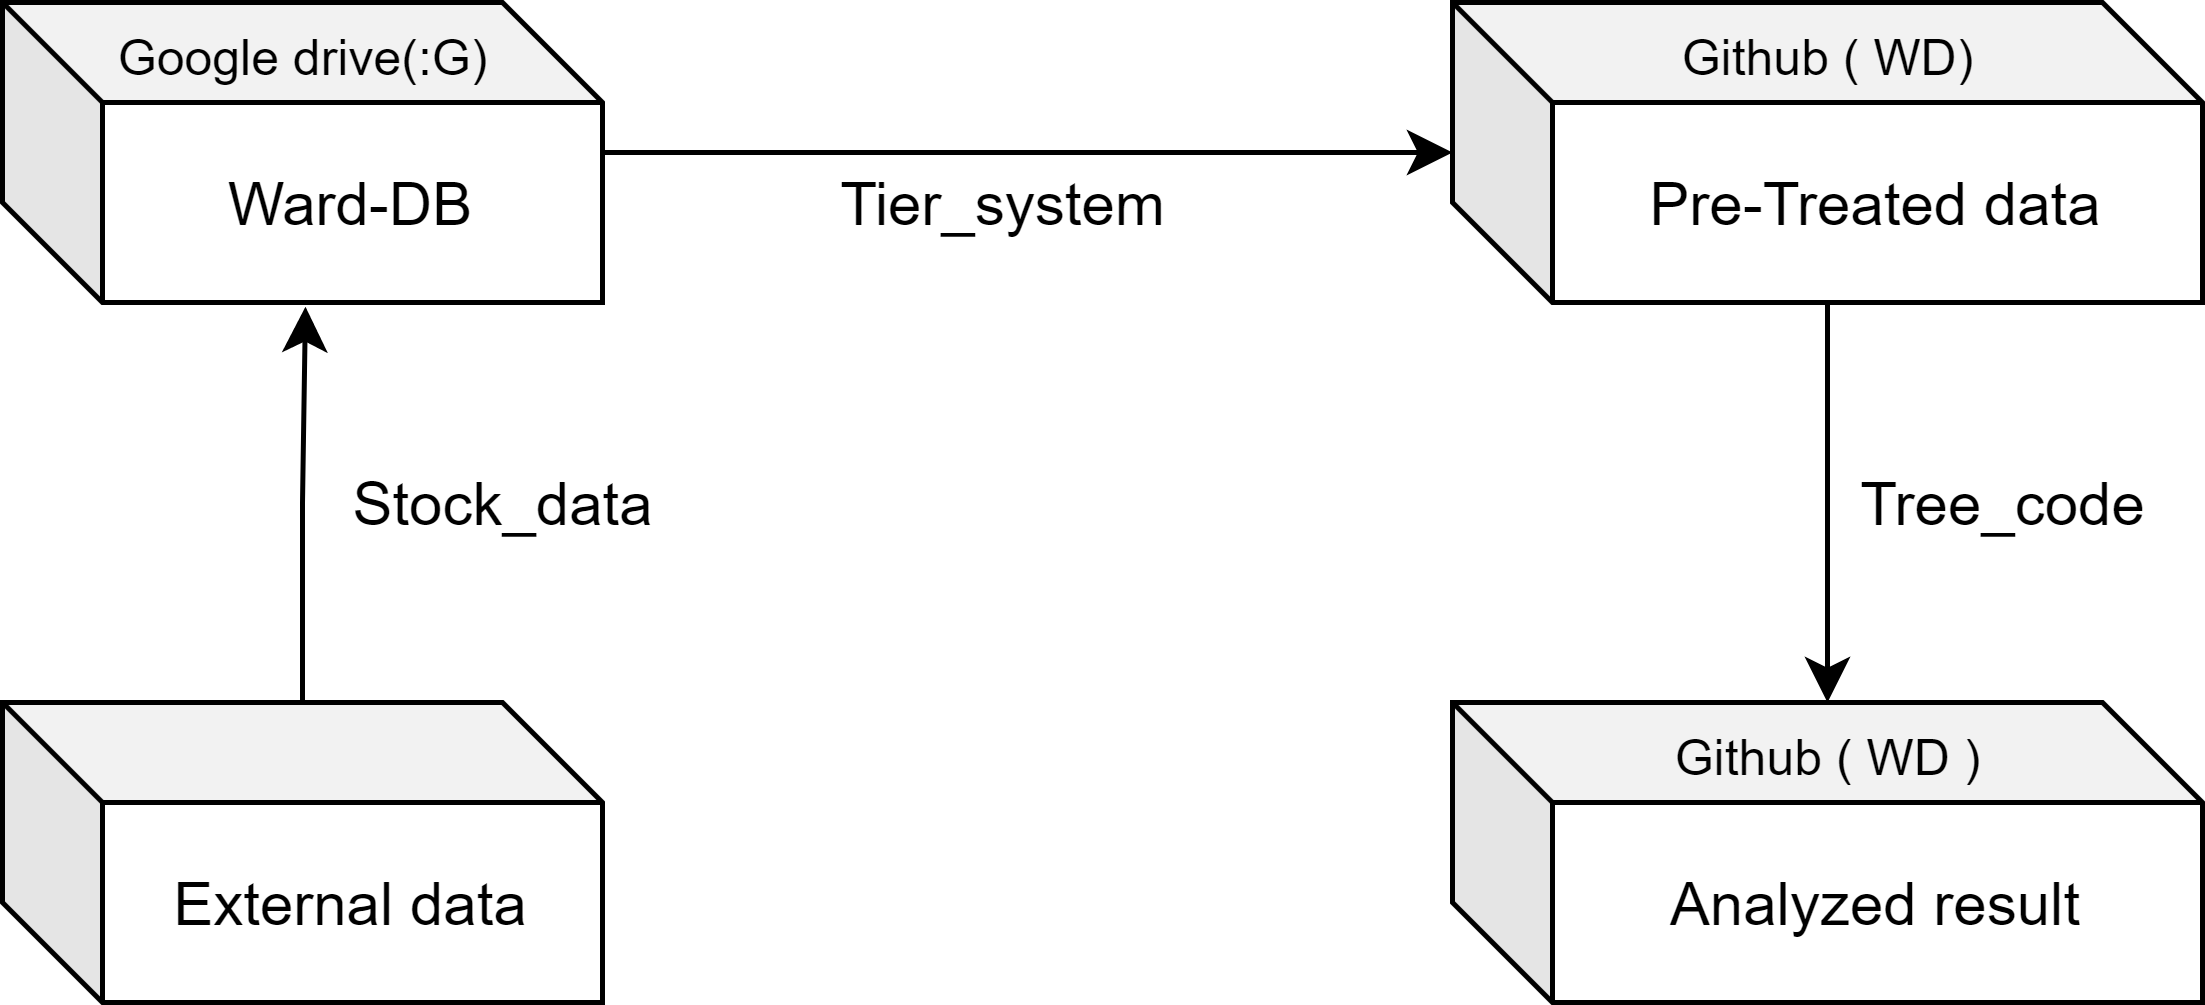 Google drive(:G)
Ward-DB
Github ( WD)
Pre-Treated data
Tier_system
Stock_data
Tree_code
External data
Github ( WD )
Analyzed result